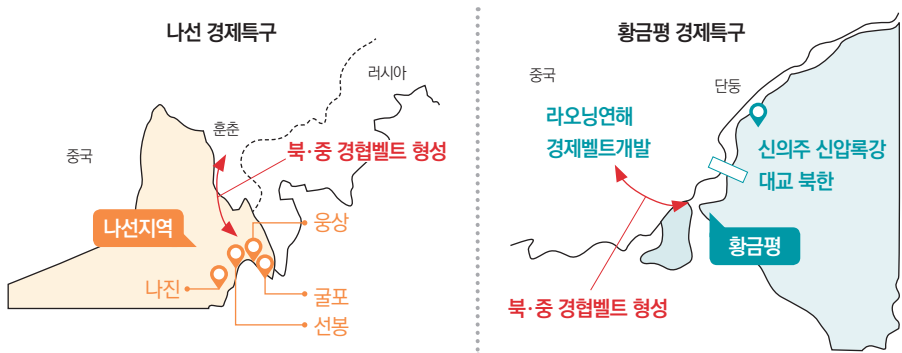 나선 경제특구
러시아
훈춘
중국
북·중 경협벨트 형성
나선지역
웅상
나진
굴포
선봉
황금평 경제특구
중국
단둥
라오닝연해
경제벨트개발
신의주 신압록강
대교 북한
황금평
북·중 경협벨트 형성